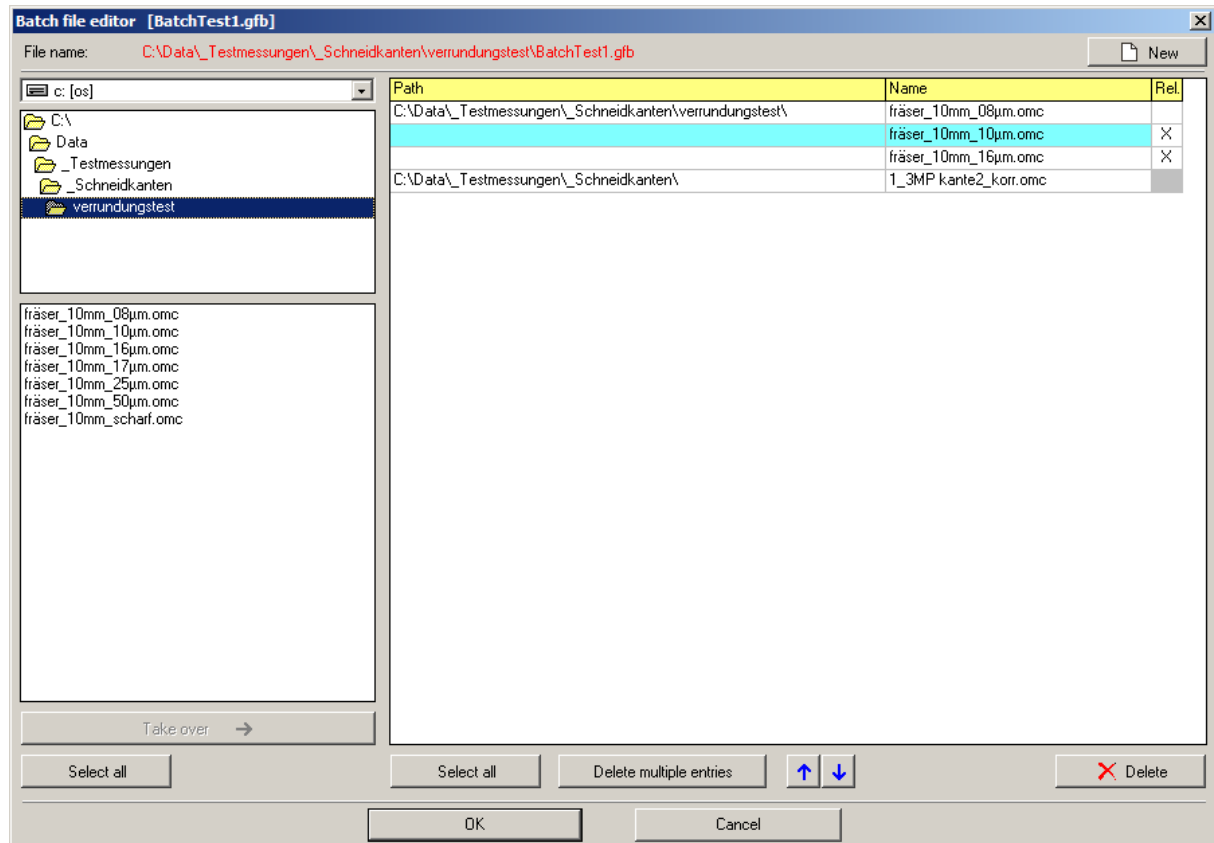 Batch file editor [BatchTest1.gfb]
File name: C:\Data\_Testmessungen\_Schneidkanten\verrundungstest\BatchTest1.gfb
New
c: [os]
C:\
Data
_Testmessungen
_Schneidkanten
verrundungstest
fräser_10mm_08µm.omc
fräser_10mm_10µm.omc
fräser_10mm_16µm.omc
fräser_10mm_17µm.omc
fräser_10mm_25µm.omc
fräser_10mm_50µm.omc
fräser_10mm_scharf.omc
Take over
Select all
Path Name Rel.
C:\Data\_Testmessungen\_Schneidkanten\verrundungstest\ fräser_10mm_08µm.omc
fräser_10mm_10µm.omc X
fräser_10mm_16µm.omc X
C:\Data\_Testmessungen\_Schneidkanten\ 1_3MP kante2_korr.omc
Select all Delete multiple entries Delete
OK Cancel